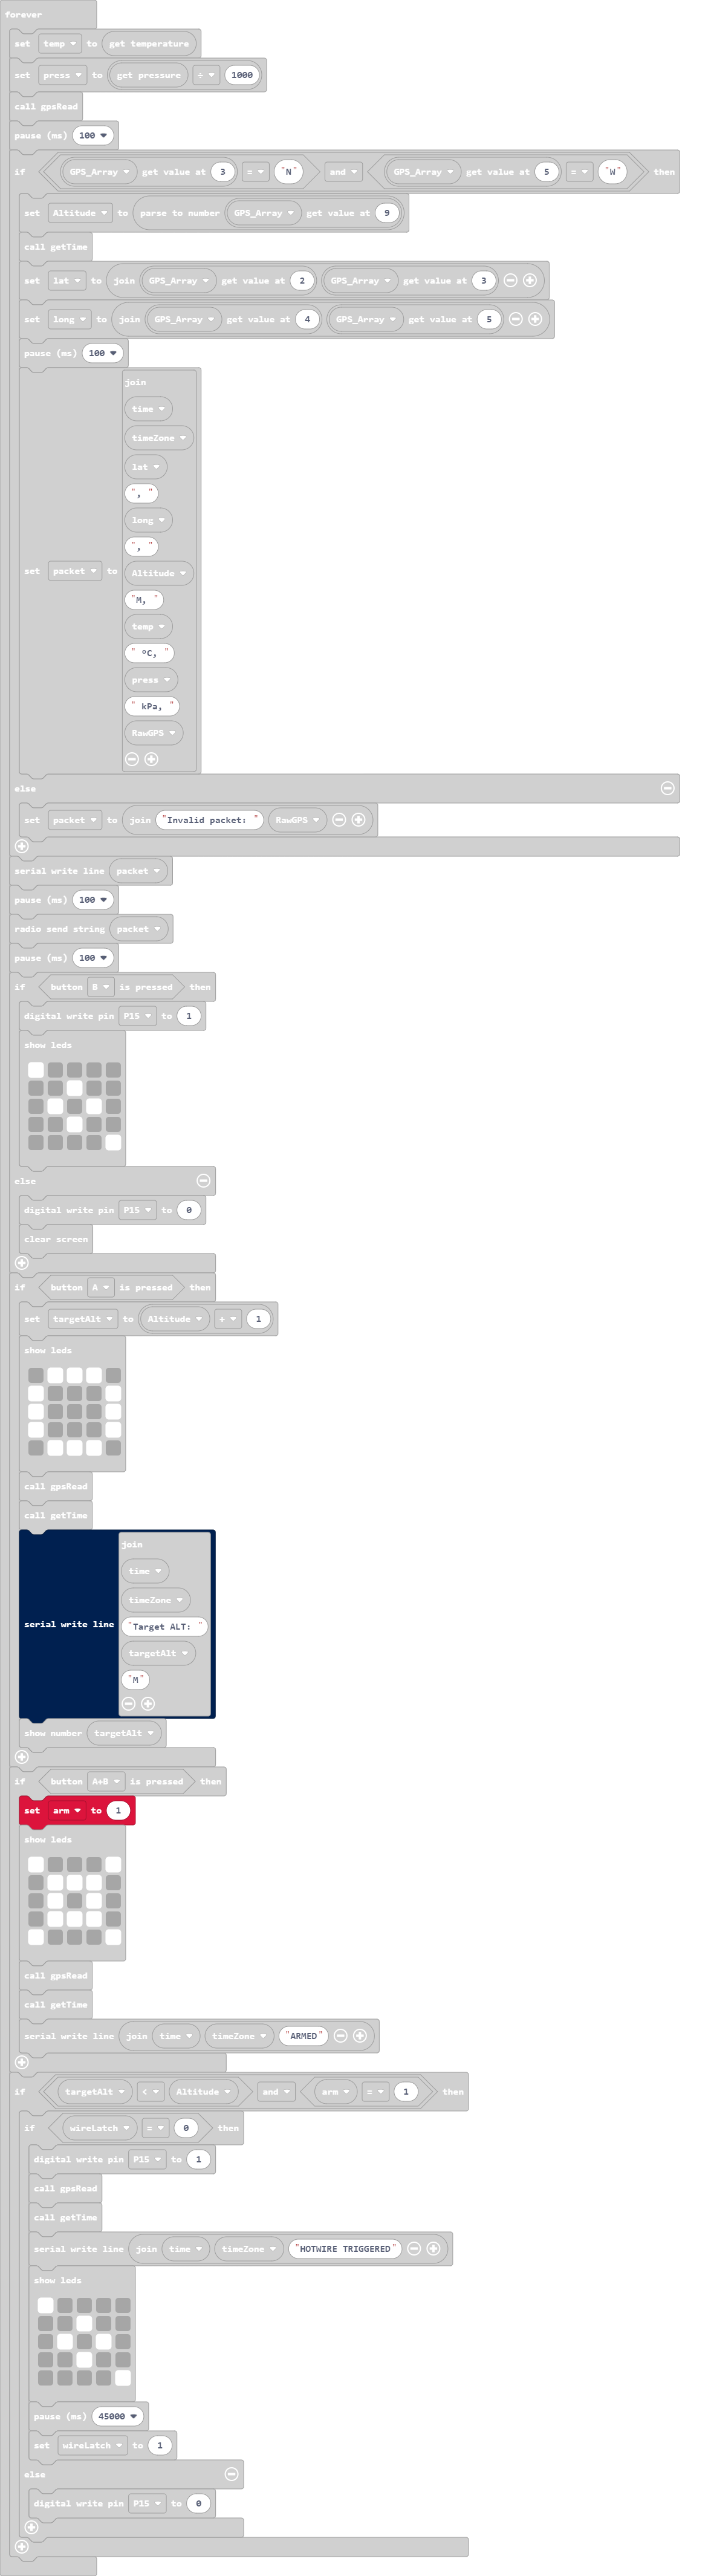 forever
set temp to get temperature
set press to get pressure ÷ 1000
call gpsRead
pause (ms) 100
if GPS_Array get value at 3 = "N" and GPS_Array get value at 5 = "W" then
set Altitude to parse to number GPS_Array get value at 9
call getTime
set lat to join GPS_Array get value at 2 GPS_Array get value at 3
set long to join GPS_Array get value at 4 GPS_Array get value at 5
pause (ms) 100
join
time
timeZone
lat
", "
long
", "
set packet to
Altitude
"M, "
temp
" ºC, "
press
" kPa, "
RawGPS
else
set packet to join "Invalid packet: " RawGPS
serial write line packet
pause (ms) 100
radio send string packet
pause (ms) 100
if button B is pressed then
digital write pin P15 to 1
show leds
else
digital write pin P15 to 0
clear screen
if button A is pressed then
set targetAlt to Altitude + 1
show leds
call gpsRead
call getTime
join
time
timeZone
serial write line "Target ALT: "
targetAlt
"M"
show number targetAlt
if button A+B is pressed then
set arm to 1
show leds
call gpsRead
call getTime
serial write line join time timeZone "ARMED"
if targetAlt < Altitude and arm = 1 then
if wireLatch = 0 then
digital write pin P15 to 1
call gpsRead
call getTime
serial write line join time timeZone "HOTWIRE TRIGGERED"
show leds
pause (ms) 45000
set wireLatch to 1
else
digital write pin P15 to 0